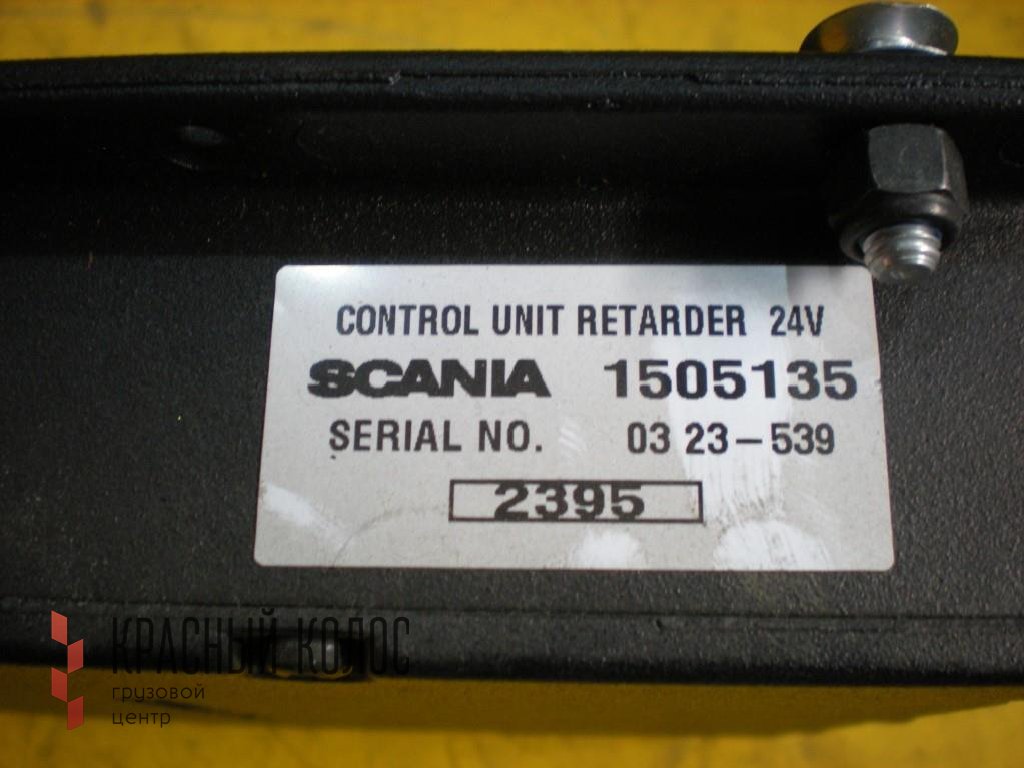 CONTROL UNIT RETARDER 24V
SCANIA 1505135
SERIAL NO. 03 23-539
2395
КРАСНЫЙ КОЛОС
грузовой
центр